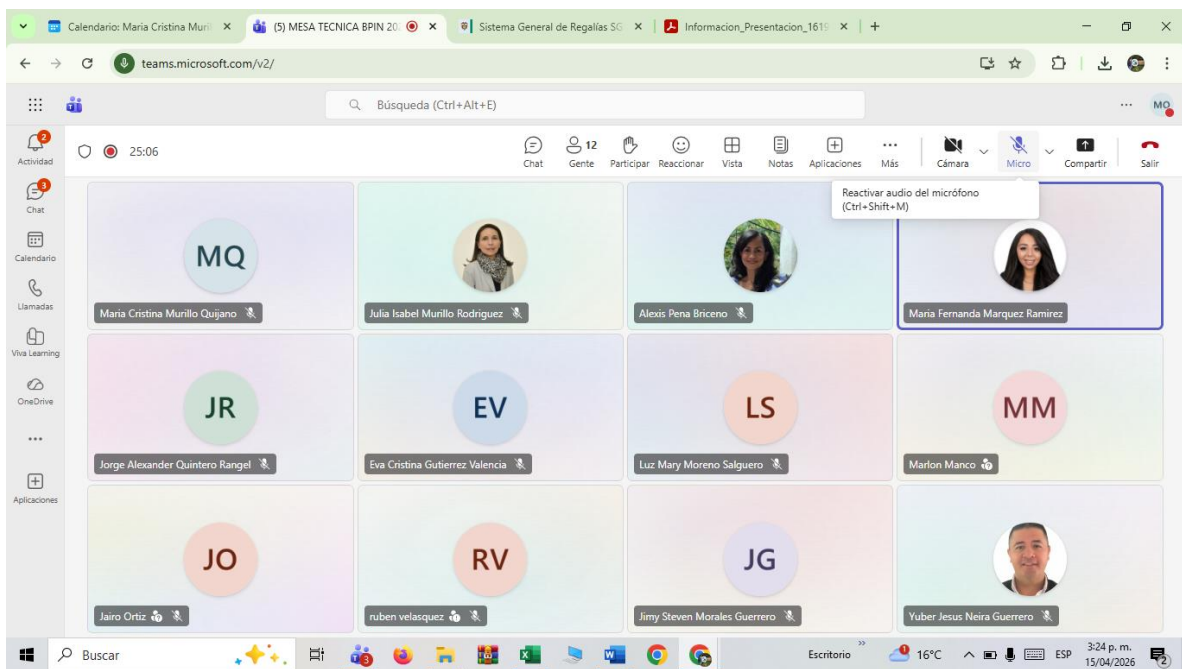 Calendario: Maria Cristina Muri
(5) MESA TECNICA BPIN 202
Sistema General de Regalías SG
Informacion_Presentacion_1619
teams.microsoft.com/v2/
Búsqueda (Ctrl+Alt+E)
MQ
2
Actividad
25:06
Chat
12
Gente
Participar
Reaccionar
Vista
Notas
Aplicaciones
Más
Cámara
Micro
Compartir
Salir
Reactivar audio del micrófono
(Ctrl+Shift+M)
3
Chat
Calendario
Llamadas
Viva Learning
OneDrive
Aplicaciones
MQ
Maria Cristina Murillo Quijano
Julia Isabel Murillo Rodriguez
Alexis Pena Briceno
Maria Fernanda Marquez Ramirez
JR
Jorge Alexander Quintero Rangel
EV
Eva Cristina Gutierrez Valencia
LS
Luz Mary Moreno Salguero
MM
Marlon Manco
JO
Jairo Ortiz
RV
ruben velasquez
JG
Jimy Steven Morales Guerrero
Yuber Jesus Neira Guerrero
Buscar
Escritorio
16°C
ESP
3:24 p. m.
15/04/2026
2